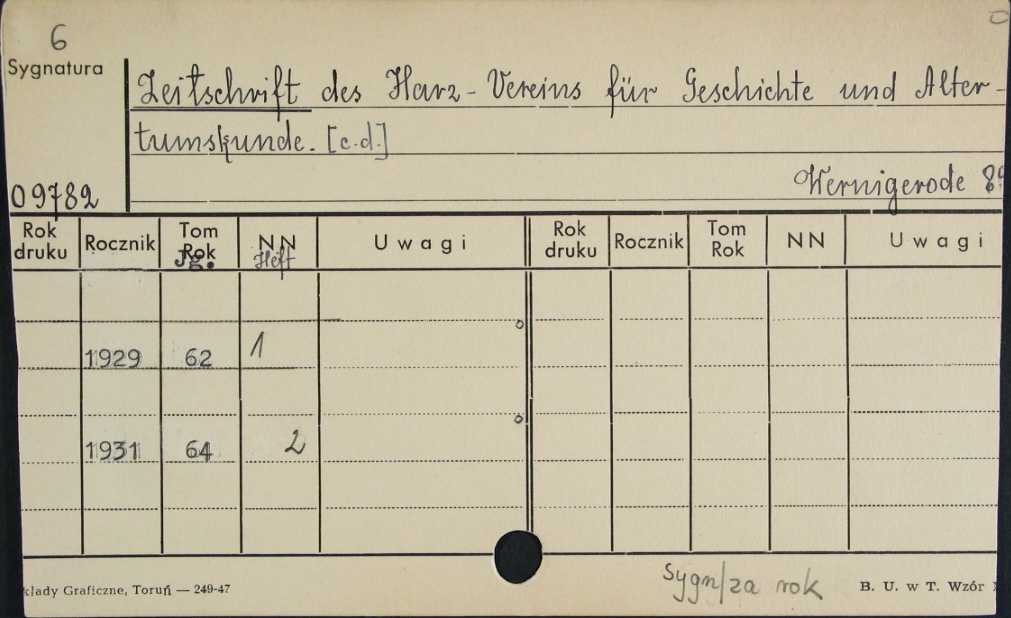 6
Sygnatura
Zeitschrift des Harz-Vereins für Geschichte und Alter-
tumskunde. [c.d.]
09782
Wernigerode 8°
Rok druku Rocznik Tom Rok Jg. NN Heft Uwagi Rok druku Rocznik Tom Rok NN Uwagi
1929 62 1
1931 64 2
Sygn/za rok
kłady Graficzne, Toruń — 249-47 B. U. w T. Wzór